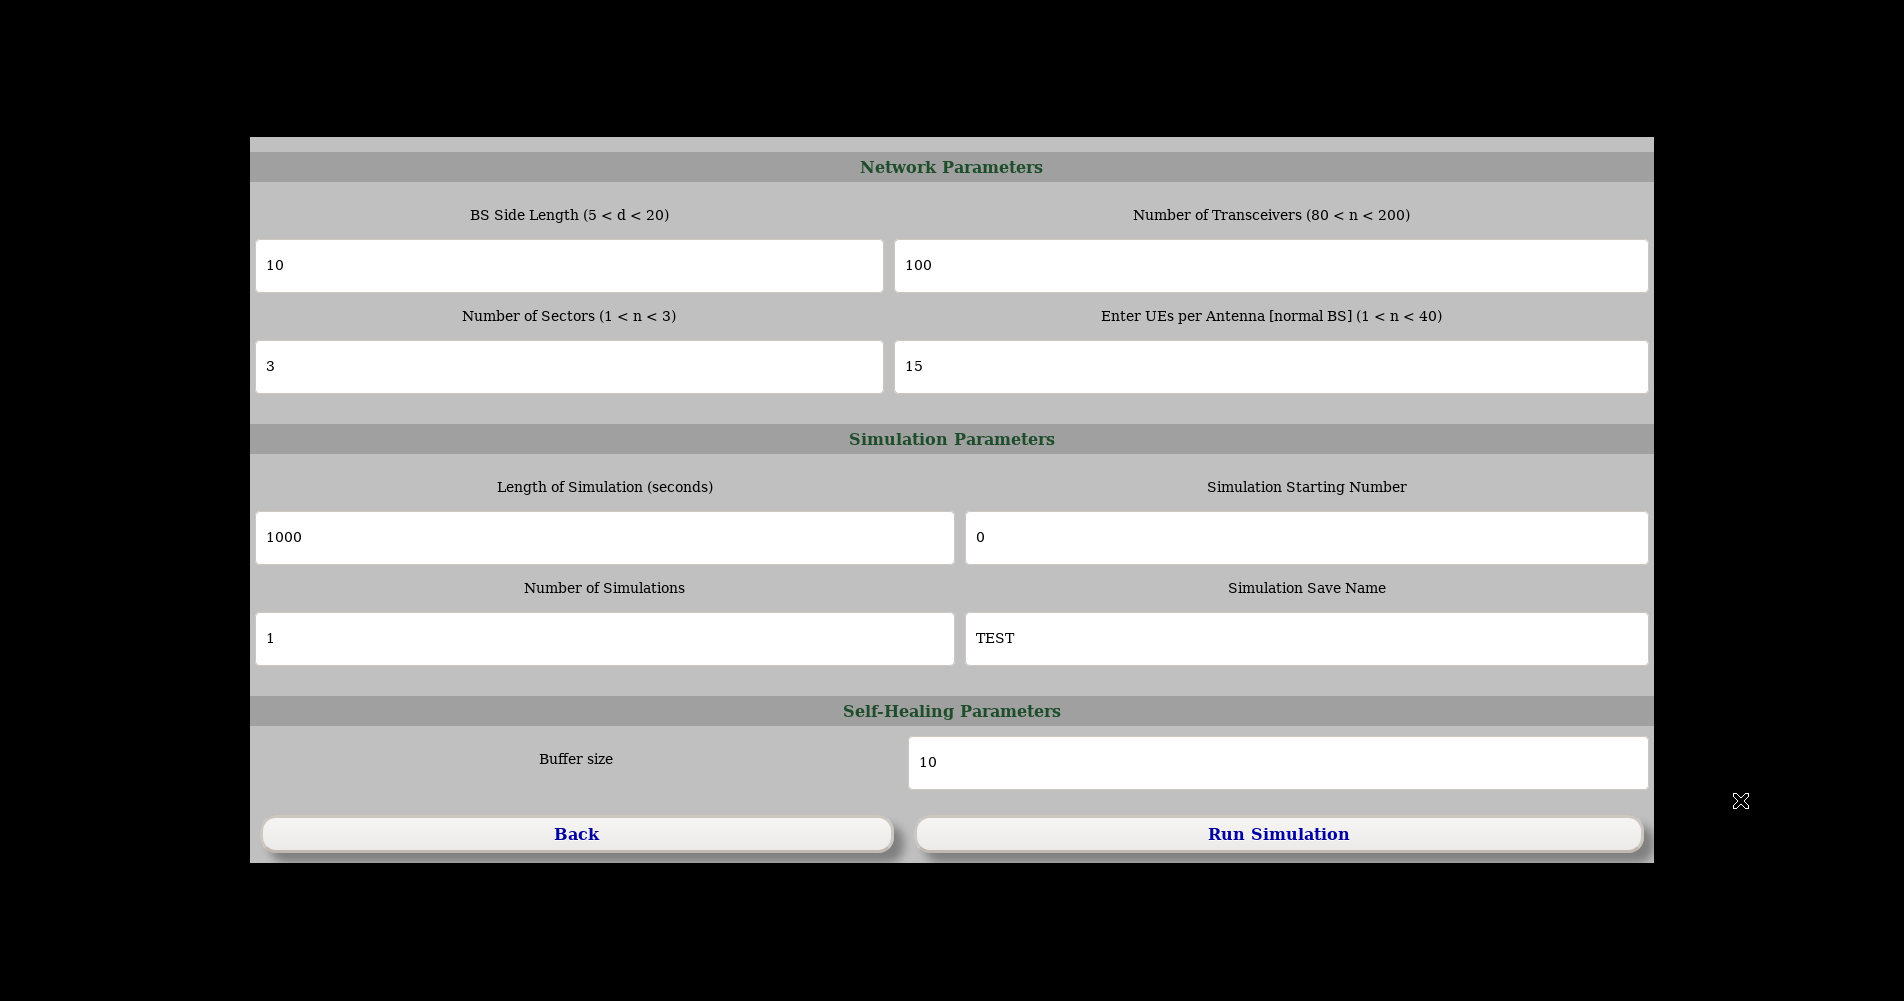 Network Parameters
BS Side Length (5 < d < 20)
Number of Transceivers (80 < n < 200)
10
100
Number of Sectors (1 < n < 3)
Enter UEs per Antenna [normal BS] (1 < n < 40)
3
15
Simulation Parameters
Length of Simulation (seconds)
Simulation Starting Number
1000
0
Number of Simulations
Simulation Save Name
1
TEST
Self-Healing Parameters
Buffer size
10
Back
Run Simulation